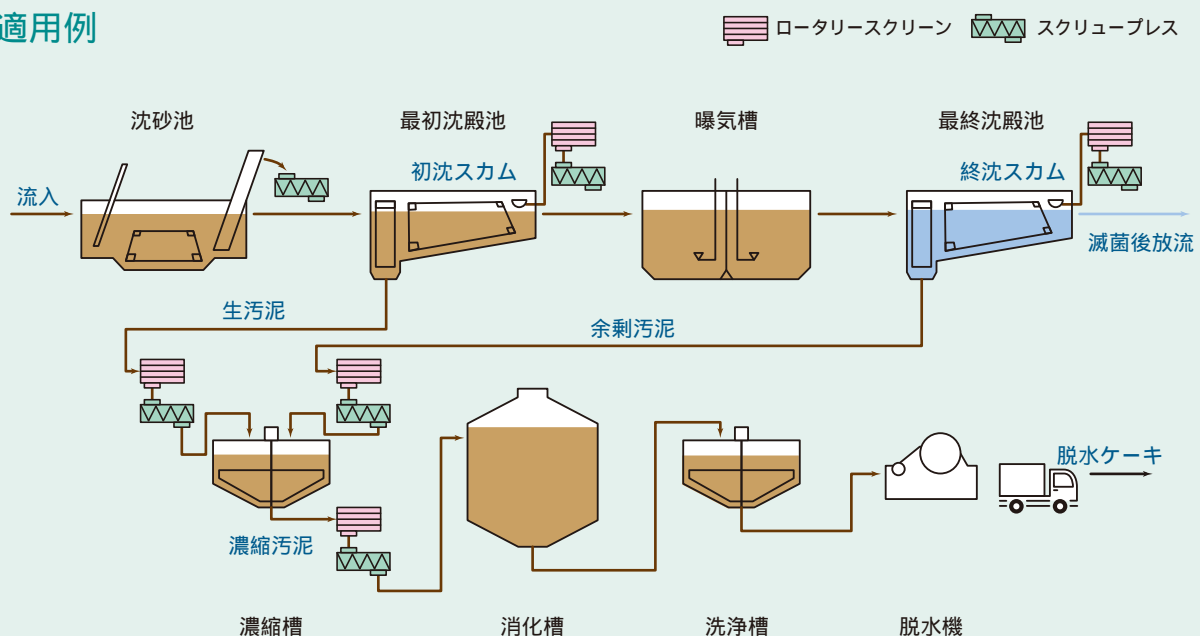 適用例
ロータリースクリーン
スクリュープレス
沈砂池
最初沈殿池
曝気槽
最終沈殿池
初沈スカム
終沈スカム
流入
滅菌後放流
生汚泥
余剰汚泥
脱水ケーキ
濃縮汚泥
濃縮槽
消化槽
洗浄槽
脱水機